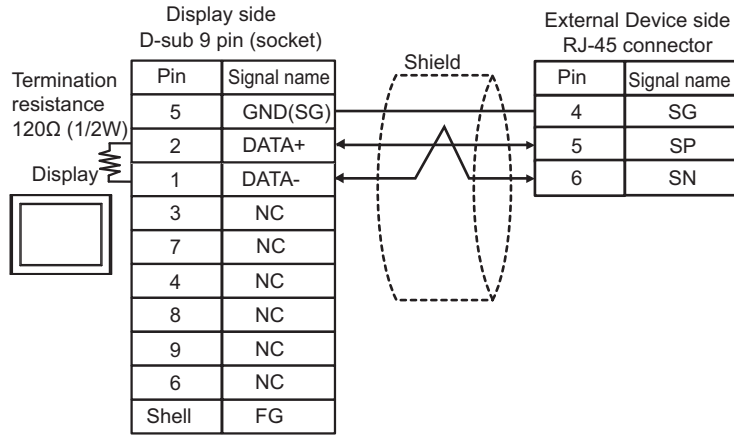 Display side
D-sub 9 pin (socket)
External Device side
RJ-45 connector
Shield
Termination
resistance
120Ω (1/2W)
Display
Pin Signal name
5 GND(SG)
2 DATA+
1 DATA-
3 NC
7 NC
4 NC
8 NC
9 NC
6 NC
Shell FG
Pin Signal name
4 SG
5 SP
6 SN